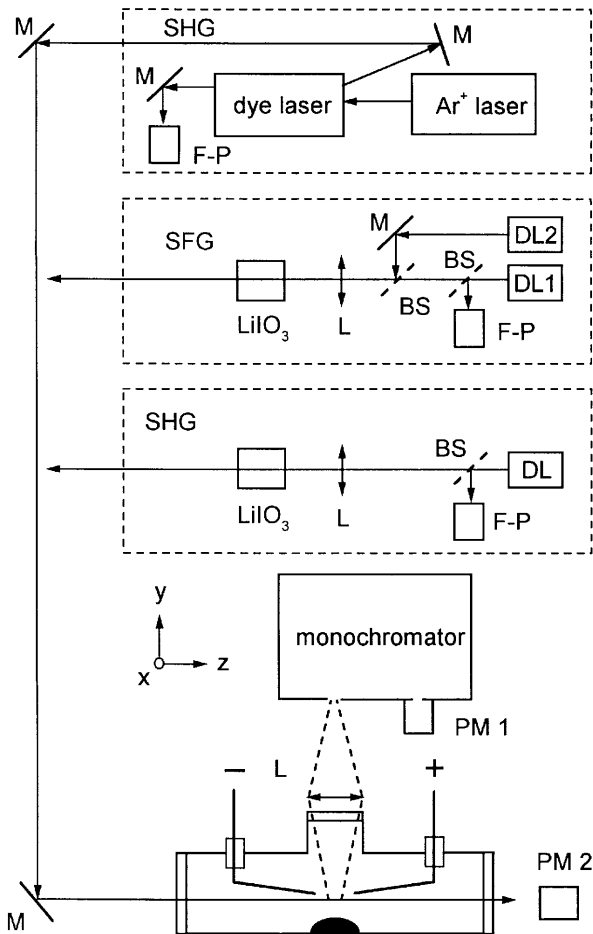 M
SHG
M
M
dye laser
Ar⁺ laser
F-P
SFG
M
DL2
BS
DL1
BS
LiIO₃
L
F-P
SHG
BS
DL
LiIO₃
L
F-P
y
x
z
monochromator
PM 1
−
L
+
PM 2
M